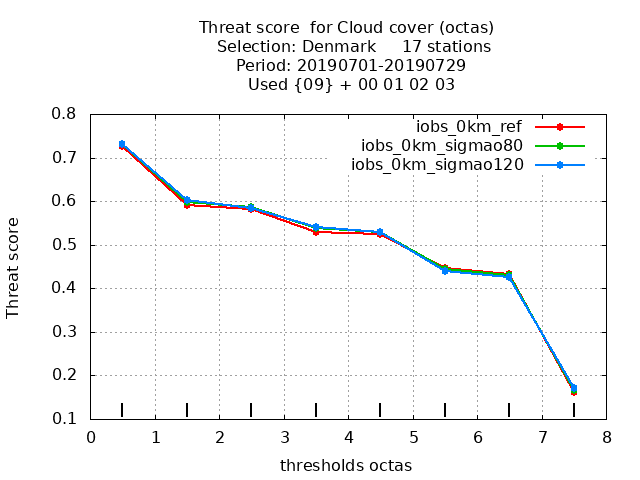 Threat score  for Cloud cover (octas)
Selection: Denmark     17 stations
Period: 20190701-20190729
Used {09} + 00 01 02 03
iobs_0km_ref
iobs_0km_sigmao80
iobs_0km_sigmao120
Threat score
0.8
0.7
0.6
0.5
0.4
0.3
0.2
0.1
0 1 2 3 4 5 6 7 8
thresholds octas